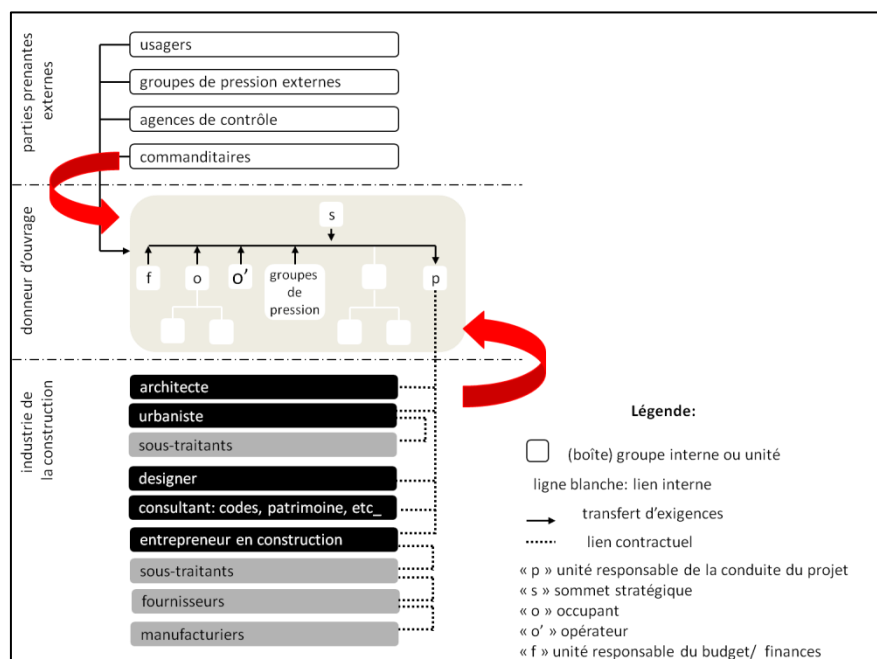 parties prenantes
externes
usagers
groupes de pression externes
agences de contrôle
commanditaires
donneur d'ouvrage
s
f
o
o'
groupes
de
pression
p
industrie de
la construction
architecte
urbaniste
sous-traitants
designer
consultant: codes, patrimoine, etc_
entrepreneur en construction
sous-traitants
fournisseurs
manufacturiers
Légende:
(boîte) groupe interne ou unité
ligne blanche: lien interne
transfert d'exigences
lien contractuel
« p » unité responsable de la conduite du projet
« s » sommet stratégique
« o » occupant
« o' » opérateur
« f » unité responsable du budget/ finances